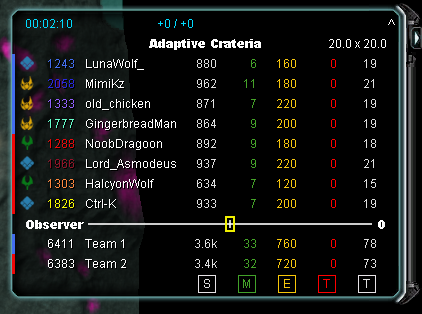 00:02:10 +0 / +0 ^
Adaptive Crateria 20.0 x 20.0
1243 LunaWolf_ 880 6 160 0 19
2058 MimiKz 962 11 180 0 21
1333 old_chicken 871 7 220 0 19
1777 GingerbreadMan 864 9 200 0 19
1288 NoobDragoon 892 9 180 0 18
1966 Lord_Asmodeus 937 9 220 0 21
1303 HalcyonWolf 634 7 120 0 15
1826 Ctrl-K 933 7 200 0 19
Observer 0
6411 Team 1 3.6k 33 760 0 78
6383 Team 2 3.4k 32 720 0 73
S M E T T